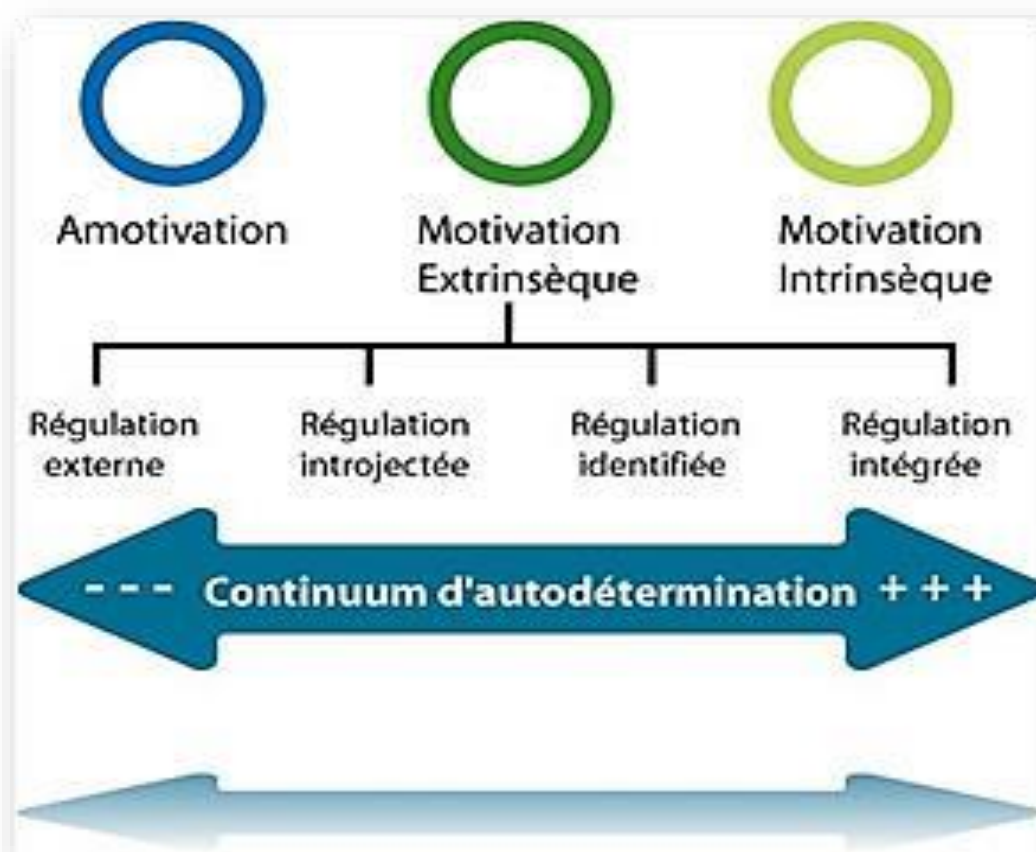 Amotivation
Motivation
Extrinsèque
Motivation
Intrinsèque
Régulation
externe
Régulation
introjectée
Régulation
identifiée
Régulation
intégrée
- - - Continuum d'autodétermination + + +